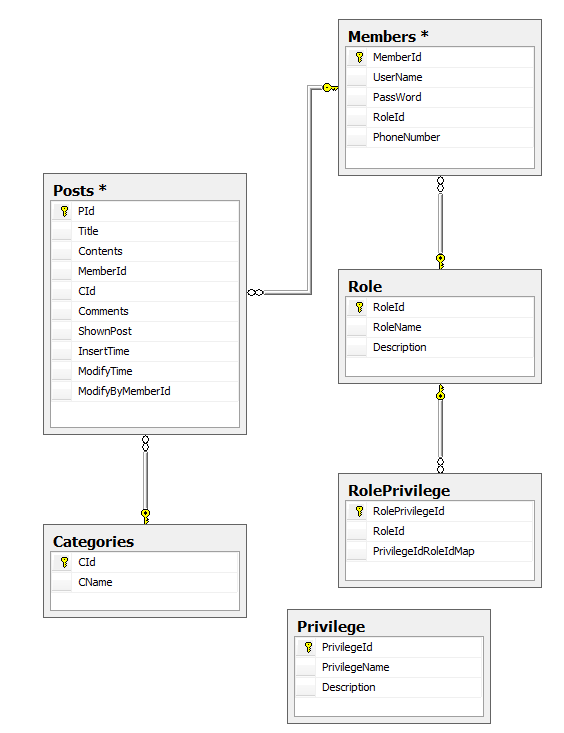 Members *
MemberId
UserName
PassWord
RoleId
PhoneNumber
Posts *
PId
Title
Contents
MemberId
CId
Comments
ShownPost
InsertTime
ModifyTime
ModifyByMemberId
Role
RoleId
RoleName
Description
RolePrivilege
RolePrivilegeId
RoleId
PrivilegeIdRoleIdMap
Categories
CId
CName
Privilege
PrivilegeId
PrivilegeName
Description